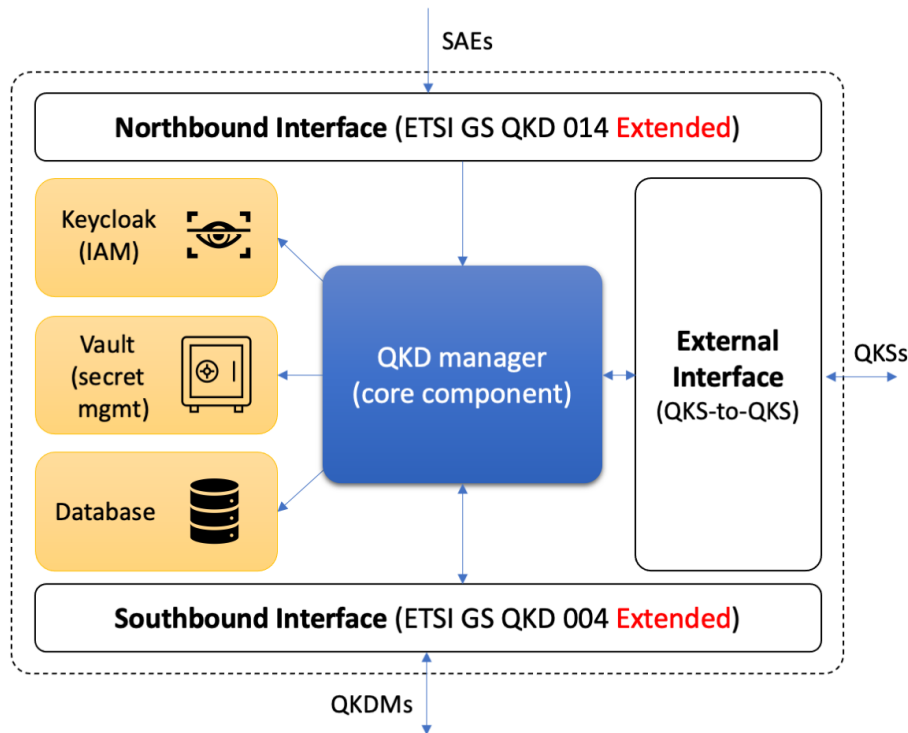 SAEs
Northbound Interface (ETSI GS QKD 014 Extended)
Keycloak
(IAM)
Vault
(secret
mgmt)
Database
QKD manager
(core component)
External
Interface
(QKS-to-QKS)
QKSs
Southbound Interface (ETSI GS QKD 004 Extended)
QKDMs